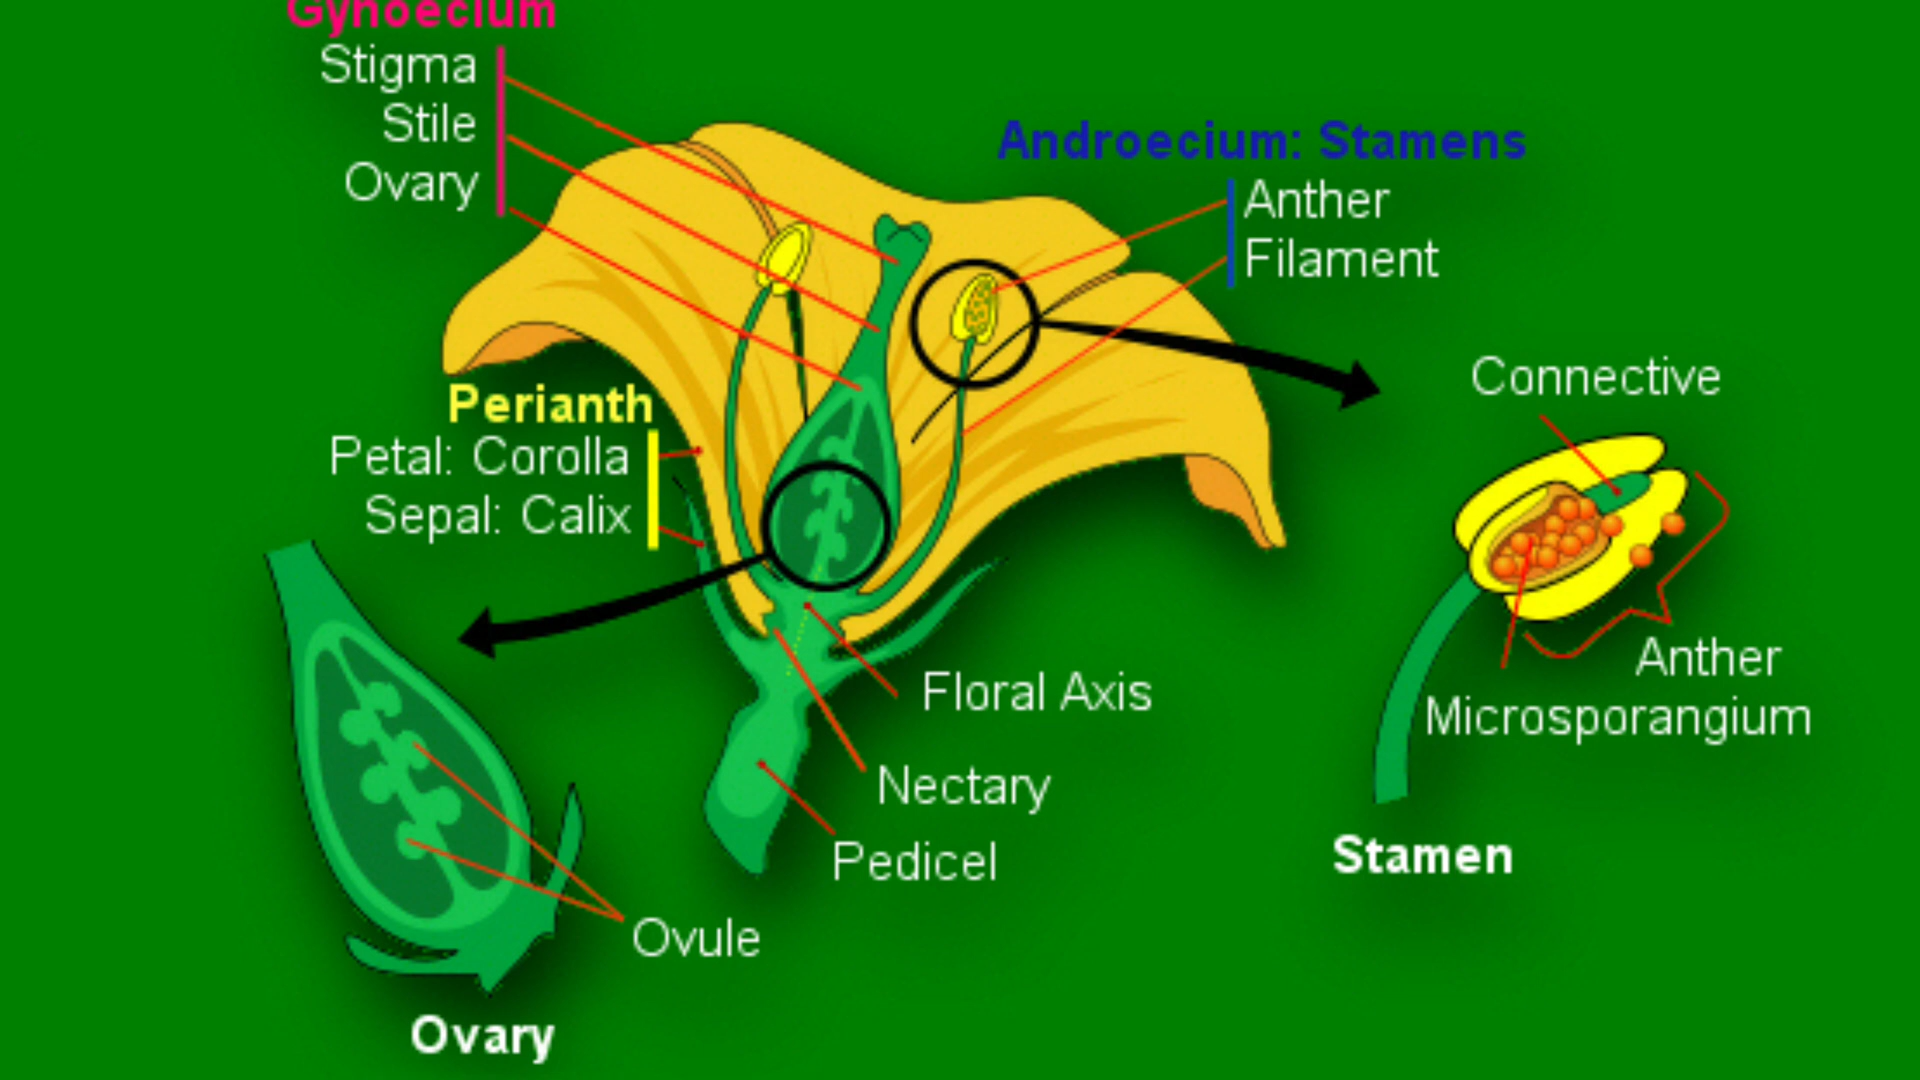 Gynoecium
Stigma
Stile
Ovary
Androecium: Stamens
Anther
Filament
Perianth
Petal: Corolla
Sepal: Calix
Connective
Anther
Microsporangium
Stamen
Floral Axis
Nectary
Pedicel
Ovule
Ovary